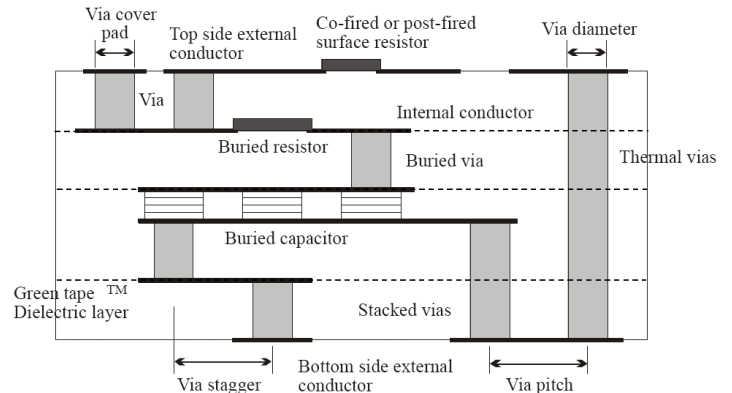 Via cover
pad
Top side external
conductor
Co-fired or post-fired
surface resistor
Via diameter
Via
Internal conductor
Buried resistor
Buried via
Thermal vias
Buried capacitor
Green tape TM
Dielectric layer
Stacked vias
Via stagger
Bottom side external
conductor
Via pitch